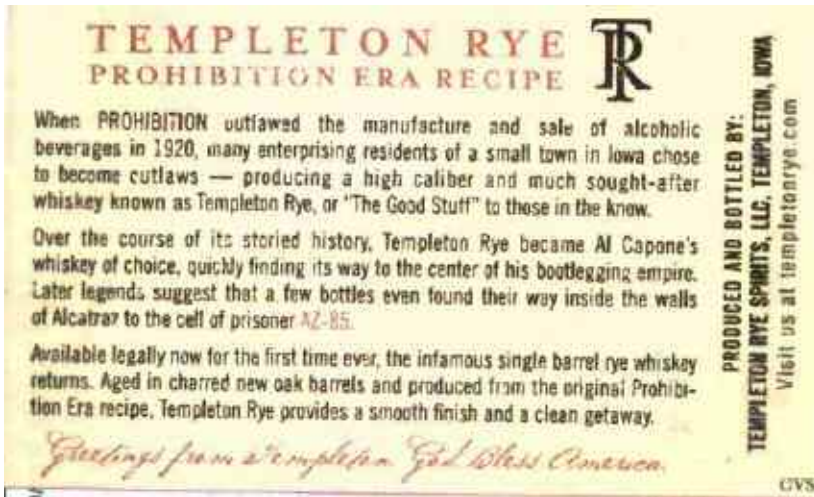 TEMPLETON RYE
PROHIBITION ERA RECIPE
TR
When PROHIBITION outlawed the manufacture and sale of alcoholic
beverages in 1920, many enterprising residents of a small town in Iowa chose
to become outlaws — producing a high caliber and much sought-after
whiskey known as Templeton Rye, or "The Good Stuff" to those in the know.
Over the course of its storied history, Templeton Rye became Al Capone's
whiskey of choice, quickly finding its way to the center of his bootlegging empire.
Later legends suggest that a few bottles even found their way inside the walls
of Alcatraz to the cell of prisoner AZ-85.
Available legally now for the first time ever, the infamous single barrel rye whiskey
returns. Aged in charred new oak barrels and produced from the original Prohibi-
tion Era recipe, Templeton Rye provides a smooth finish and a clean getaway.
Greetings from Templeton God Bless America.
PRODUCED AND BOTTLED BY:
TEMPLETON RYE SPIRITS, LLC, TEMPLETON, IOWA
Visit us at templetonrye.com
CVS